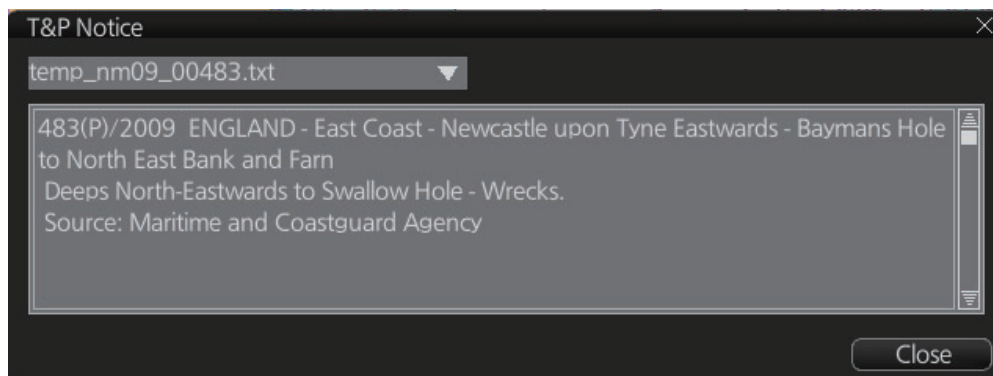 T&P Notice
temp_nm09_00483.txt
483(P)/2009 ENGLAND - East Coast - Newcastle upon Tyne Eastwards - Baymans Hole
to North East Bank and Farn
Deeps North-Eastwards to Swallow Hole - Wrecks.
Source: Maritime and Coastguard Agency
Close